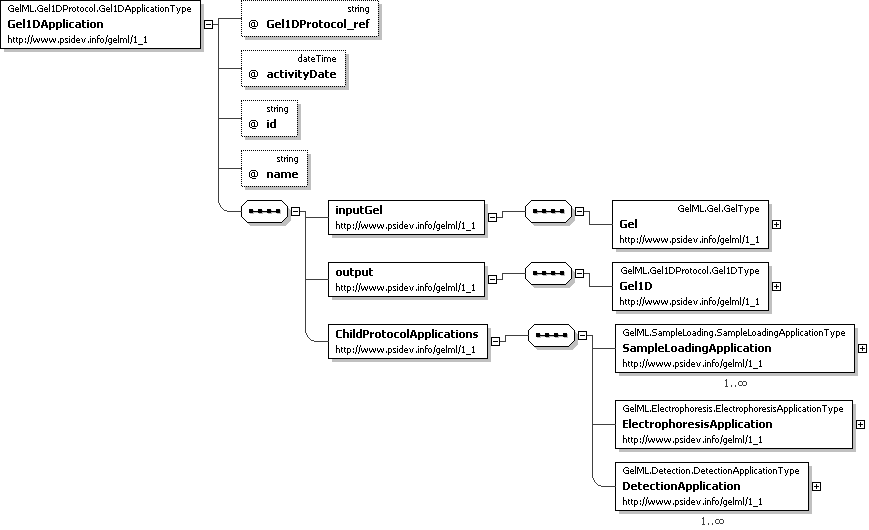 GelML.Gel1DProtocol.Gel1DApplicationType
Gel1DApplication
http://www.psidev.info/gelml/1_1
string
@ Gel1DProtocol_ref
dateTime
@ activityDate
string
@ id
string
@ name
inputGel
http://www.psidev.info/gelml/1_1
GelML.Gel.GelType
Gel
http://www.psidev.info/gelml/1_1
output
http://www.psidev.info/gelml/1_1
GelML.Gel1DProtocol.Gel1DType
Gel1D
http://www.psidev.info/gelml/1_1
ChildProtocolApplications
http://www.psidev.info/gelml/1_1
GelML.SampleLoading.SampleLoadingApplicationType
SampleLoadingApplication
http://www.psidev.info/gelml/1_1
1..∞
GelML.Electrophoresis.ElectrophoresisApplicationType
ElectrophoresisApplication
http://www.psidev.info/gelml/1_1
GelML.Detection.DetectionApplicationType
DetectionApplication
http://www.psidev.info/gelml/1_1
1..∞